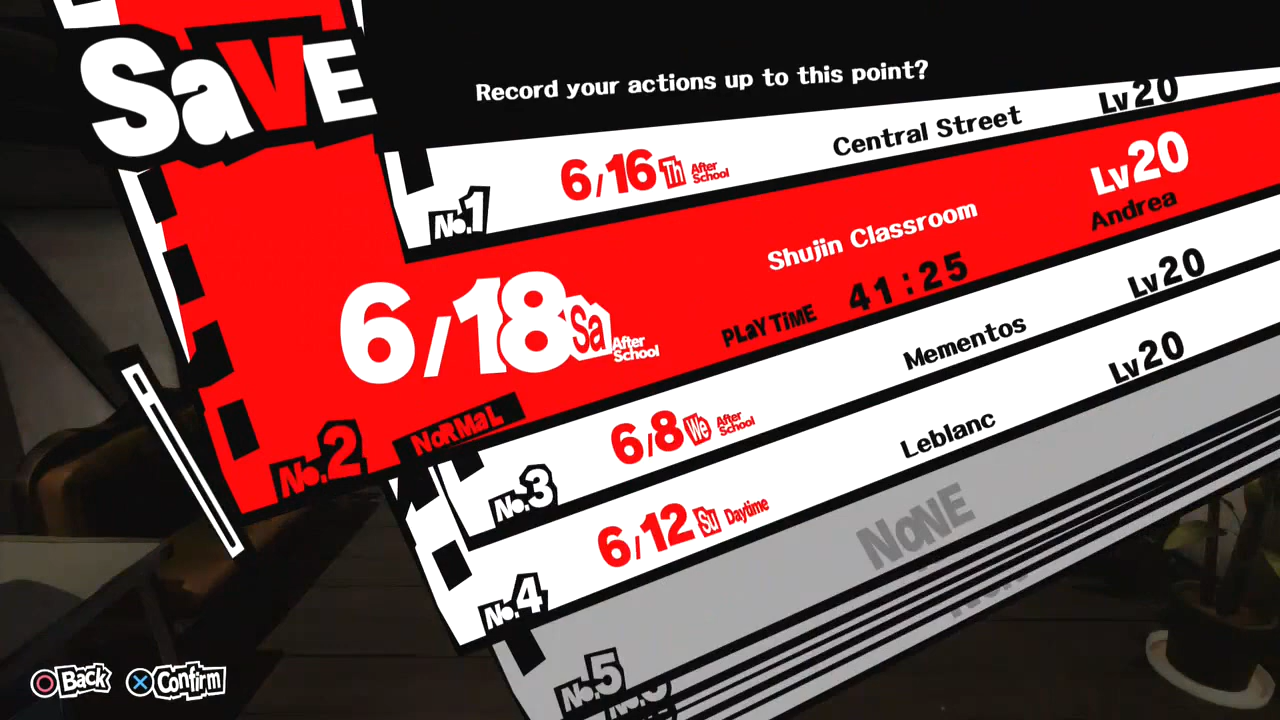 SaVE
Record your actions up to this point?
No.1 6/16 Th After School Central Street Lv20
No.2 6/18 Sa After School Shujin Classroom Lv20
NoRMaL PLaY TiME 41:25 Andrea
No.3 6/8 We After School Mementos Lv20
No.4 6/12 Su Daytime Leblanc Lv20
No.5 NoNE
Back Confirm